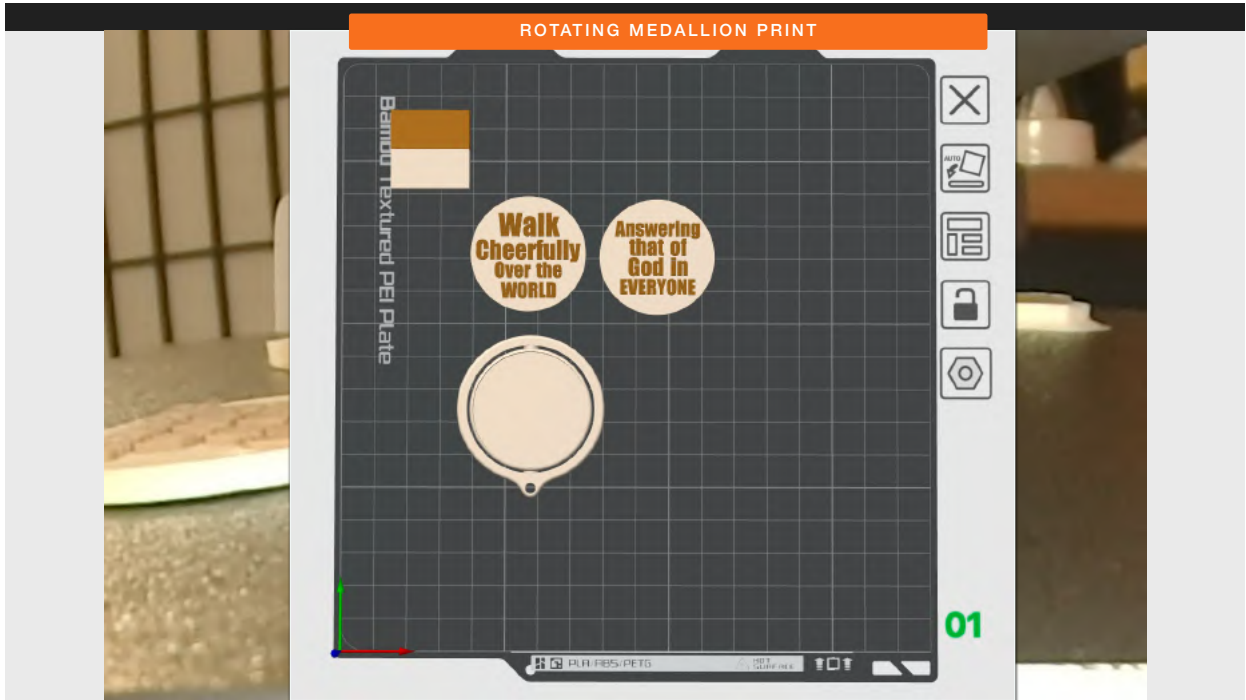 ROTATING MEDALLION PRINT
Bambu Textured PEI Plate
AUTO
Walk
Cheerfully
Over the
WORLD
Answering
that of
God in
EVERYONE
01
PLA/ABS/PETG
HOT
SURFACE